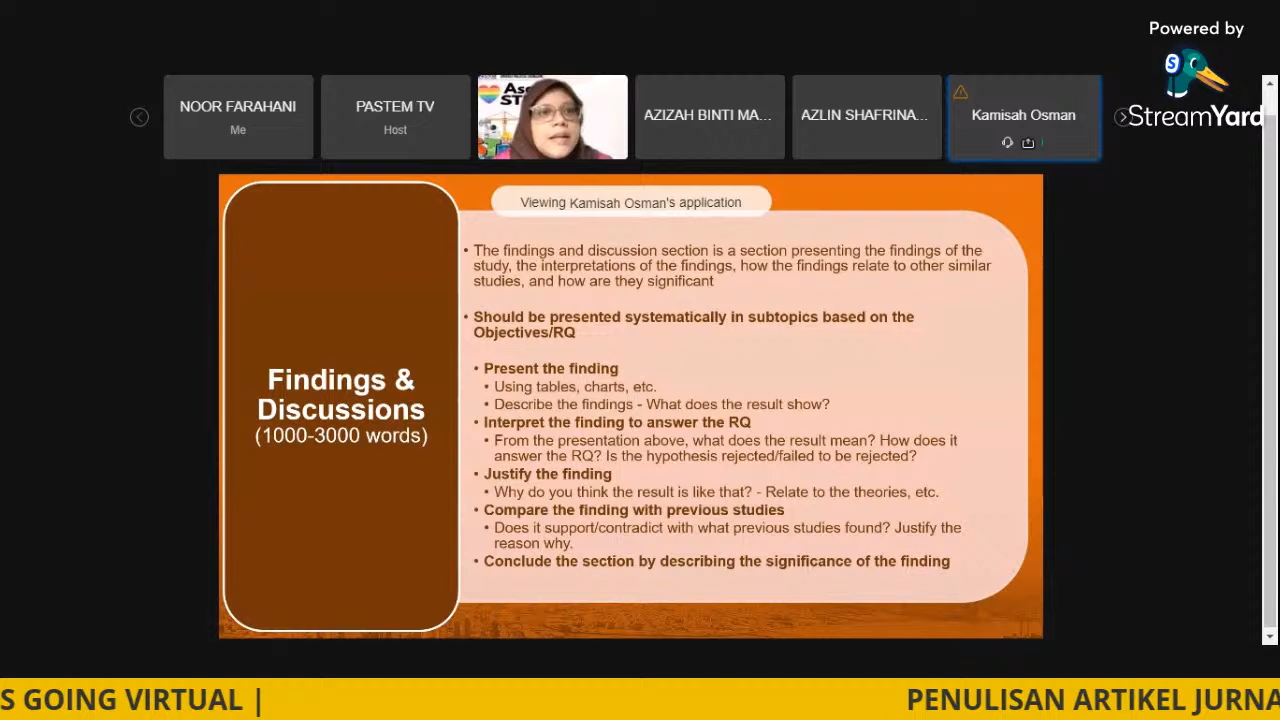 Powered by
StreamYard
NOOR FARAHANI
Me
PASTEM TV
Host
AZIZAH BINTI MA...
AZLIN SHAFRINA...
Kamisah Osman
Viewing Kamisah Osman's application
Findings &
Discussions
(1000-3000 words)
• The findings and discussion section is a section presenting the findings of the
study, the interpretations of the findings, how the findings relate to other similar
studies, and how are they significant
• Should be presented systematically in subtopics based on the
Objectives/RQ
• Present the finding
• Using tables, charts, etc.
• Describe the findings - What does the result show?
• Interpret the finding to answer the RQ
• From the presentation above, what does the result mean? How does it
answer the RQ? Is the hypothesis rejected/failed to be rejected?
• Justify the finding
• Why do you think the result is like that? - Relate to the theories, etc.
• Compare the finding with previous studies
• Does it support/contradict with what previous studies found? Justify the
reason why.
• Conclude the section by describing the significance of the finding
S GOING VIRTUAL |
PENULISAN ARTIKEL JURNA